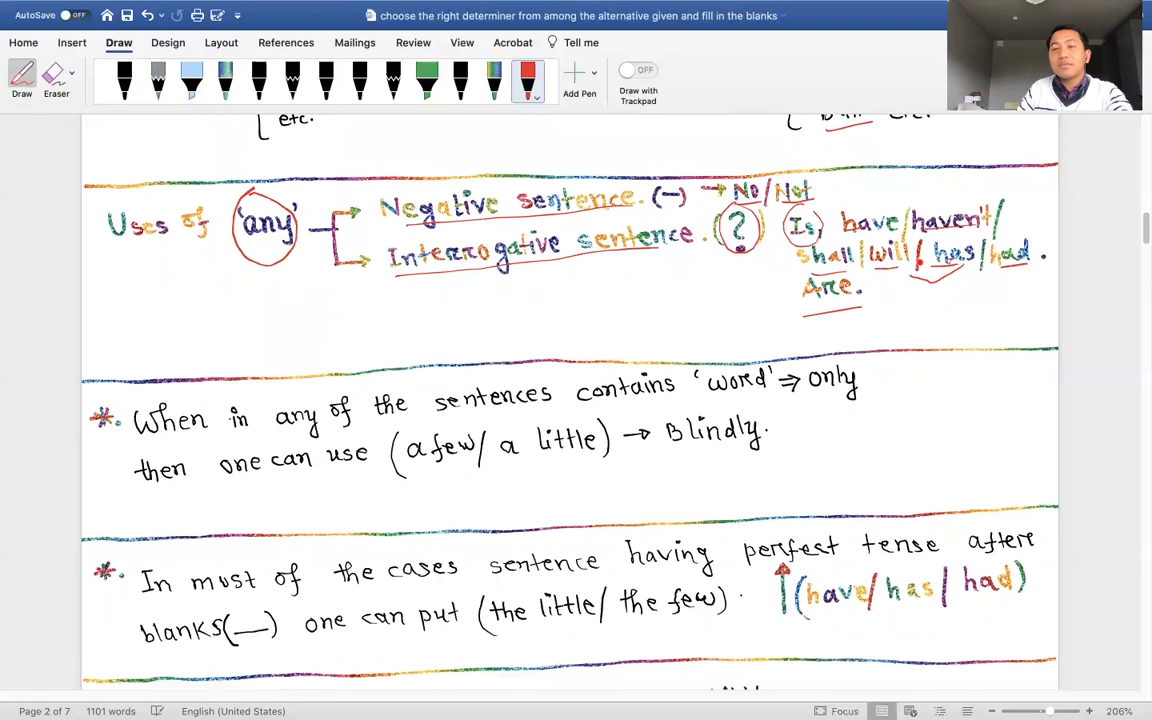 AutoSave OFF
choose the right determiner from among the alternative given and fill in the blanks
Home Insert Draw Design Layout References Mailings Review View Acrobat Tell me
Draw Eraser Add Pen OFF Draw with Trackpad
etc.
Uses of 'any' Negative sentence. (-) → No/Not
Interrogative sentence. (?)
Is, have/haven't/
shall/will/has/had.
Are.
*. When in any of the sentences contains 'word' ⇒ only
then one can use (a few/ a little) → Blindly.
*. In most of the cases sentence having perfect tense after
blanks(__) one can put (the little/ the few). (have/has/had)
Page 2 of 7 1101 words English (United States) Focus 206%